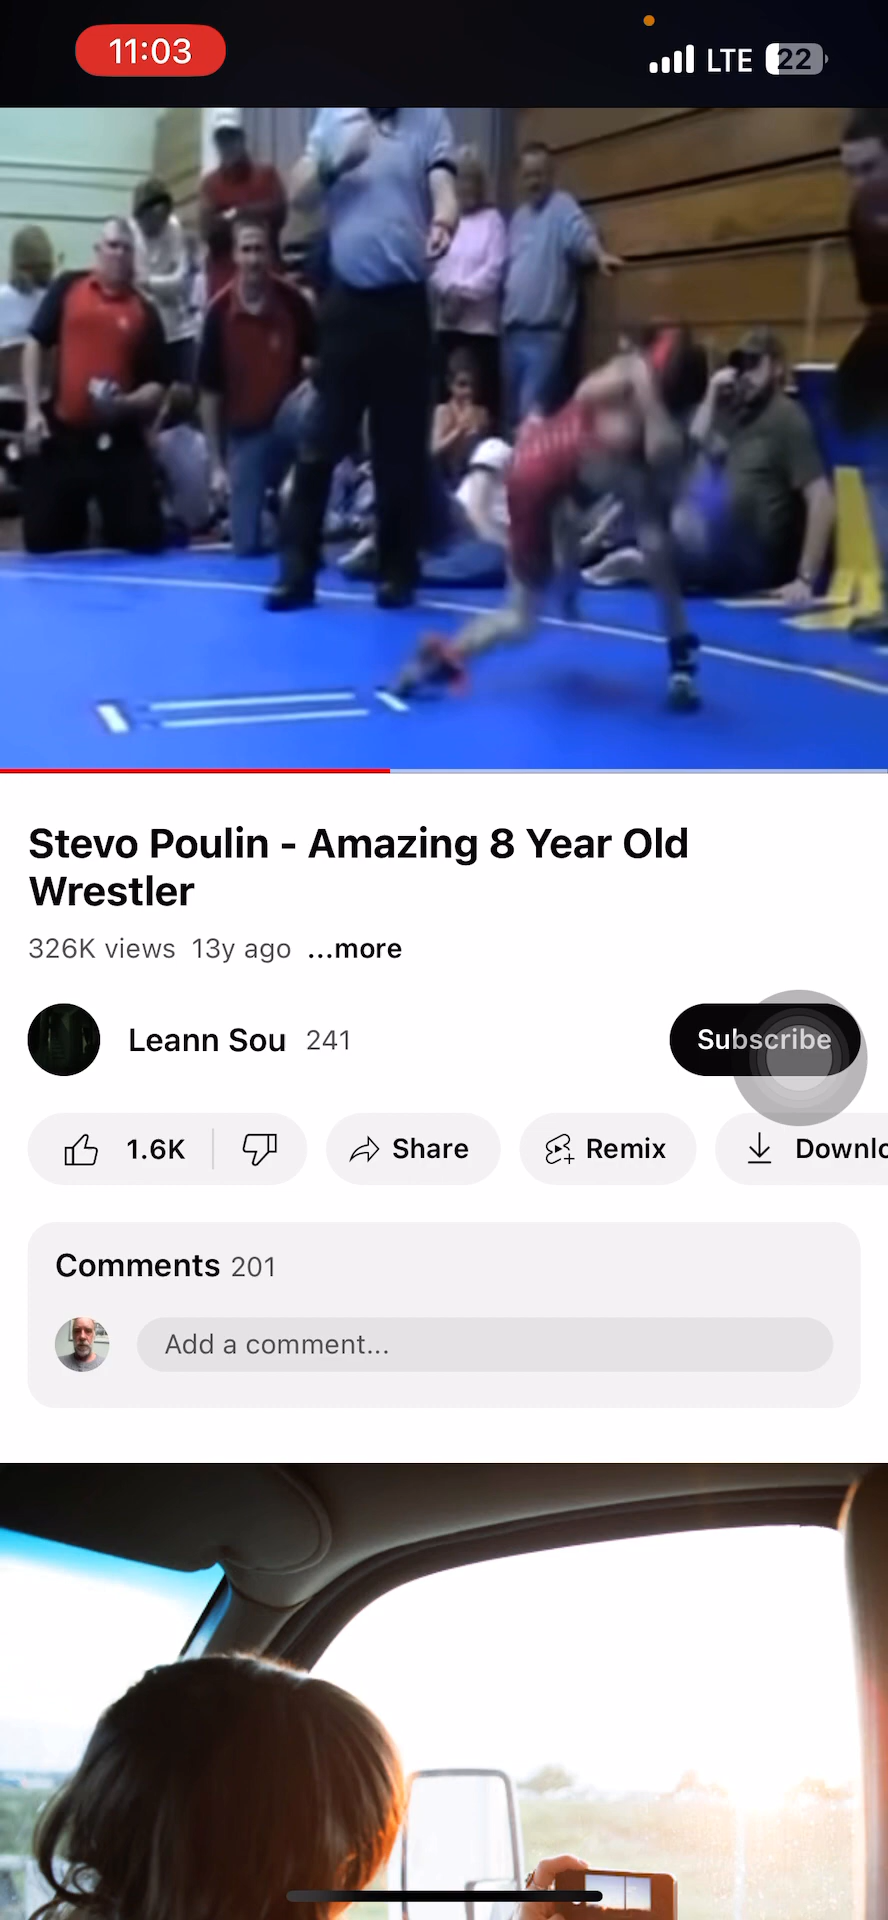 11:03
LTE 22
Stevo Poulin - Amazing 8 Year Old
Wrestler
326K views 13y ago ...more
Leann Sou 241
Subscribe
1.6K
Share
Remix
Downlo
Comments 201
Add a comment...